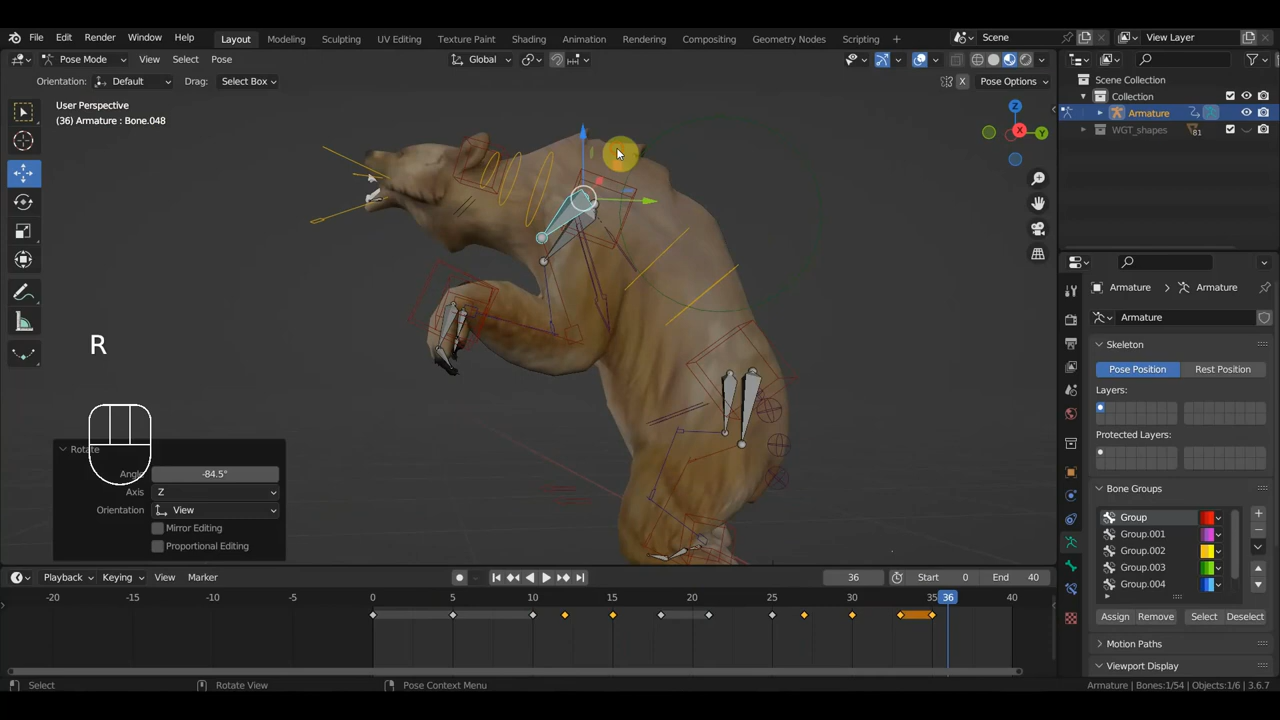 File Edit Render Window Help Layout Modeling Sculpting UV Editing Texture Paint Shading Animation Rendering Compositing Geometry Nodes Scripting + Scene View Layer
Pose Mode View Select Pose Global
Orientation: Default Drag: Select Box X Pose Options
User Perspective
(36) Armature : Bone.048
Scene Collection
Collection
Armature
WGT_shapes 81
Z
Y
X
Armature Armature
Armature
Skeleton
Pose Position Rest Position
Layers:
Protected Layers:
Bone Groups
Group
Group.001
Group.002
Group.003
Group.004
Assign Remove Select Deselect
Motion Paths
Viewport Display
R
Rotate
Angle -84.5°
Axis Z
Orientation View
Mirror Editing
Proportional Editing
Playback Keying View Marker 36 Start 0 End 40
-20 -15 -10 -5 0 5 10 15 20 25 30 35 36 40
Select Rotate View Pose Context Menu Armature | Bones:1/54 | Objects:1/6 | 3.6.7